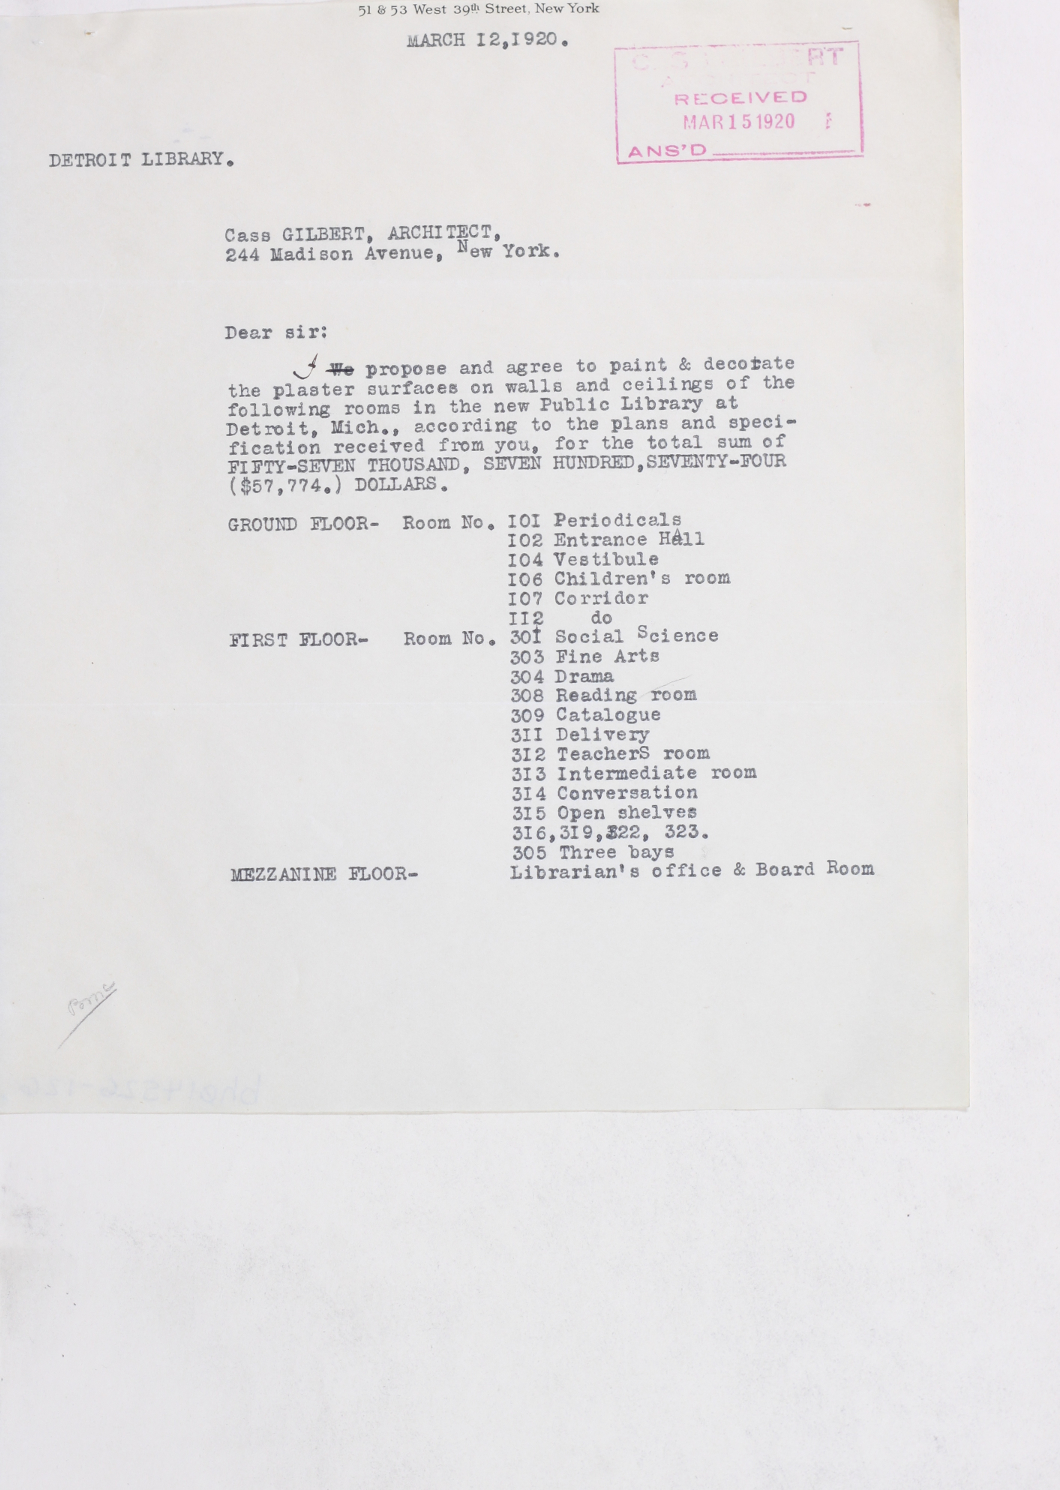 51 & 53 West 39th Street, New York
MARCH I2,I920.
RT
RECEIVED
MAR 15 1920
ANS'D
DETROIT LIBRARY.
Cass GILBERT, ARCHITECT,
244 Madison Avenue, New York.
Dear sir:
I We propose and agree to paint & decotate
the plaster surfaces on walls and ceilings of the
following rooms in the new Public Library at
Detroit, Mich., according to the plans and speci-
fication received from you, for the total sum of
FIFTY-SEVEN THOUSAND, SEVEN HUNDRED,SEVENTY-FOUR
($57,774.) DOLLARS.
GROUND FLOOR- Room No. IOI Periodicals
IO2 Entrance HAll
IO4 Vestibule
IO6 Children's room
IO7 Corridor
II2 do
FIRST FLOOR- Room No. 30I Social Science
303 Fine Arts
304 Drama
308 Reading room
309 Catalogue
3II Delivery
3I2 TeacherS room
3I3 Intermediate room
3I4 Conversation
3I5 Open shelves
3I6,3I9,322, 323.
305 Three bays
MEZZANINE FLOOR- Librarian's office & Board Room